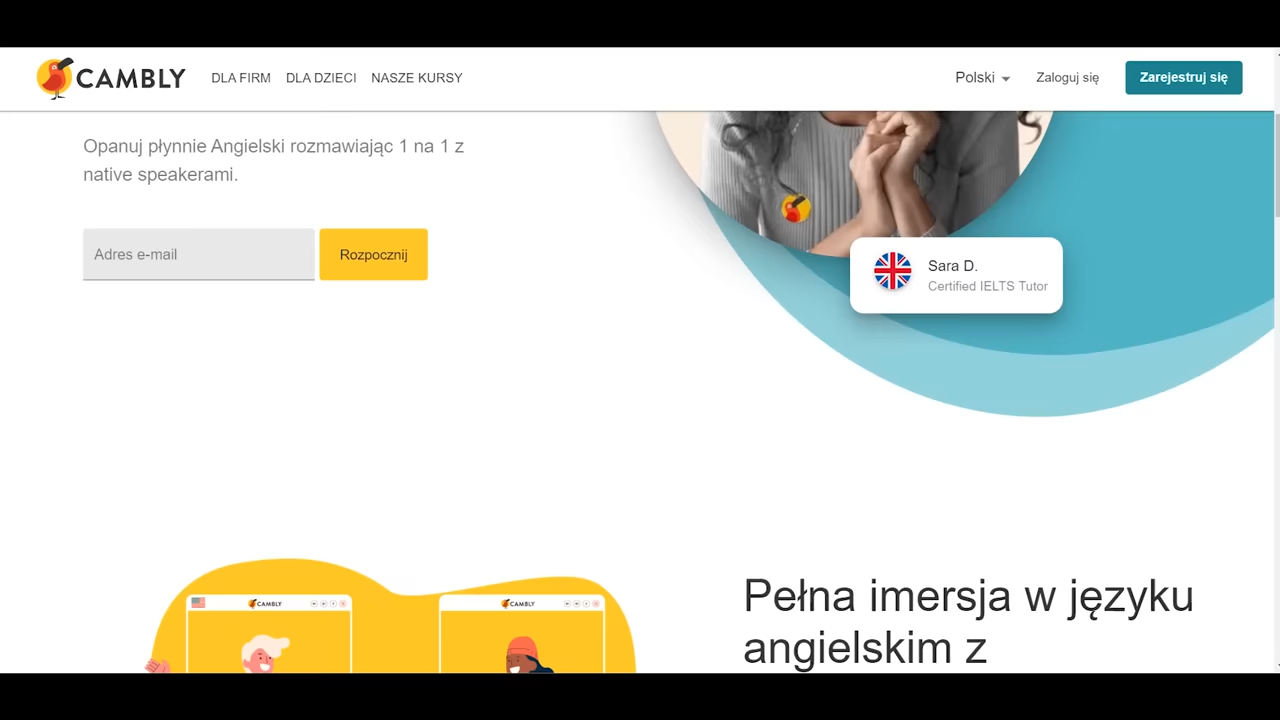 CAMBLY
DLA FIRM
DLA DZIECI
NASZE KURSY
Polski
Zaloguj się
Zarejestruj się
Opanuj płynnie Angielski rozmawiając 1 na 1 z
native speakerami.
Adres e-mail
Rozpocznij
Sara D.
Certified IELTS Tutor
CAMBLY
CAMBLY
Pełna imersja w języku
angielskim z